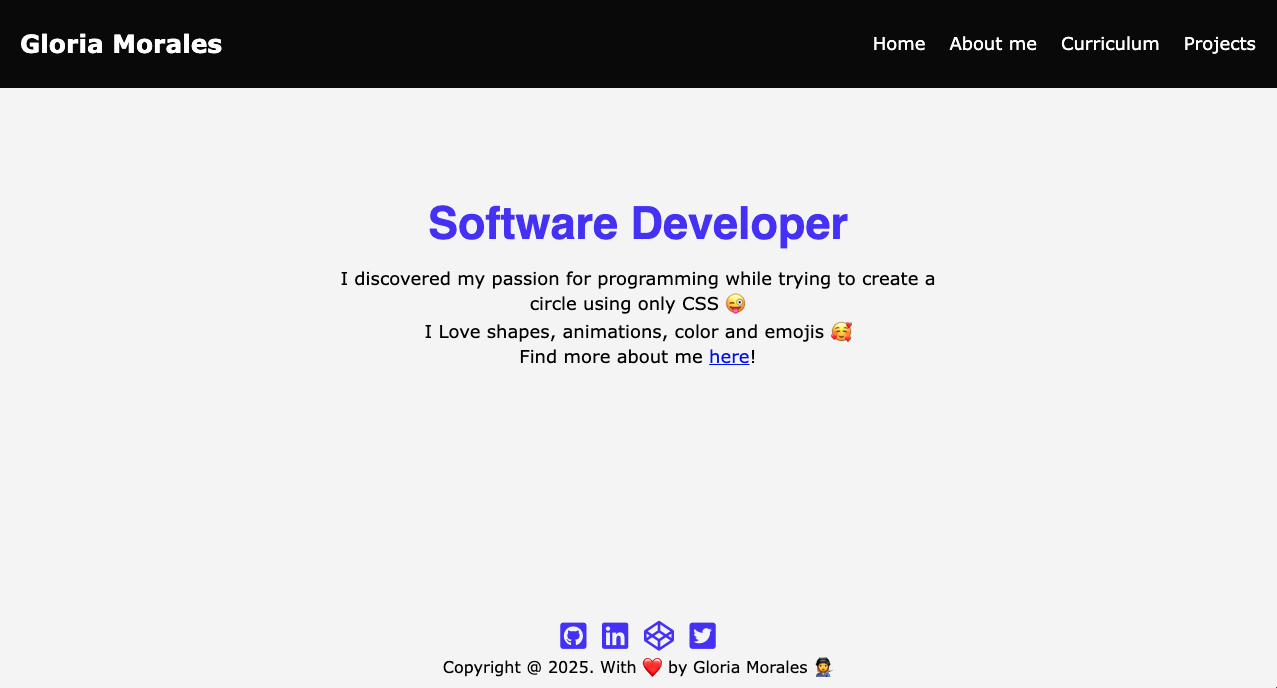 Gloria Morales
Home About me Curriculum Projects
Software Developer
I discovered my passion for programming while trying to create a
circle using only CSS 😜
I Love shapes, animations, color and emojis 🥰
Find more about me here!
in
Copyright @ 2025. With ❤️ by Gloria Morales 👩‍🎓